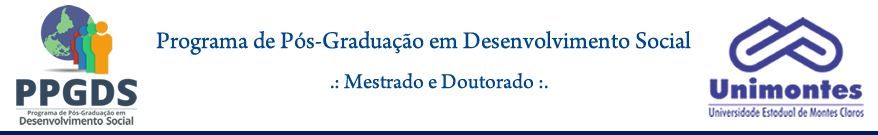 PPGDS
Programa de Pós-Graduação em
Desenvolvimento Social
Programa de Pós-Graduação em Desenvolvimento Social
.: Mestrado e Doutorado :.
Unimontes
Universidade Estadual de Montes Claros